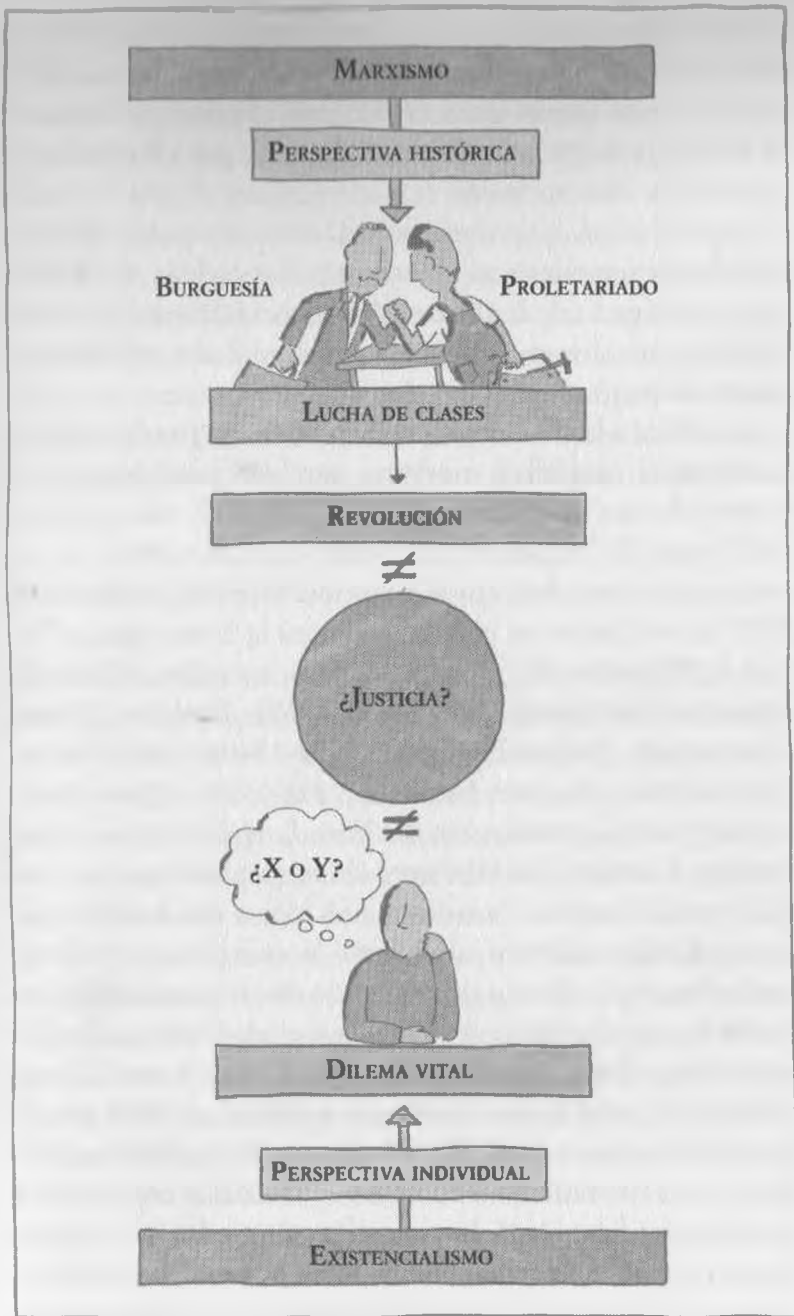 MARXISMO
PERSPECTIVA HISTÓRICA
BURGUESÍA
PROLETARIADO
LUCHA DE CLASES
REVOLUCIÓN
≠
¿JUSTICIA?
≠
¿X O Y?
DILEMA VITAL
PERSPECTIVA INDIVIDUAL
EXISTENCIALISMO